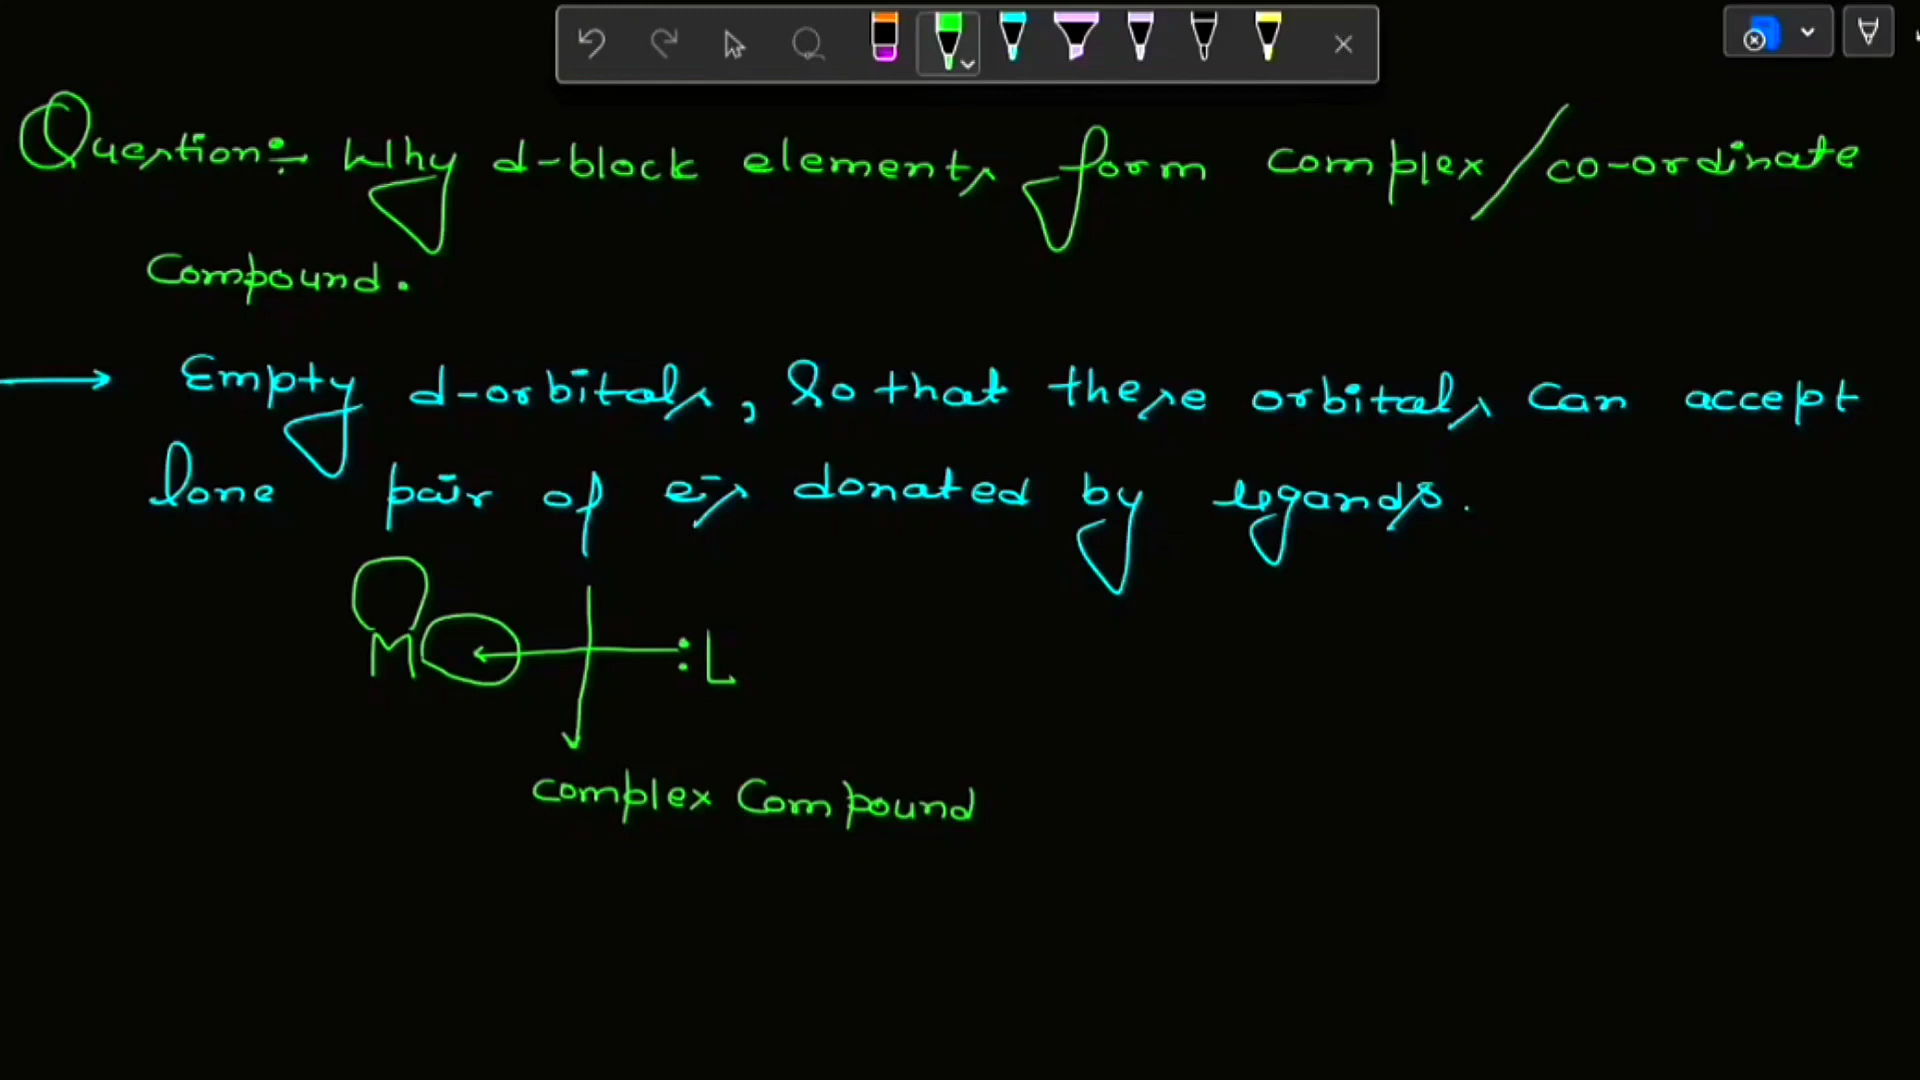 Question:- Why d-block elements form complex/co-ordinate
Compound.
→ Empty d-orbitals, So that these orbitals Can accept
lone pair of e⁻s donated by ligands.
M ← :L
complex Compound